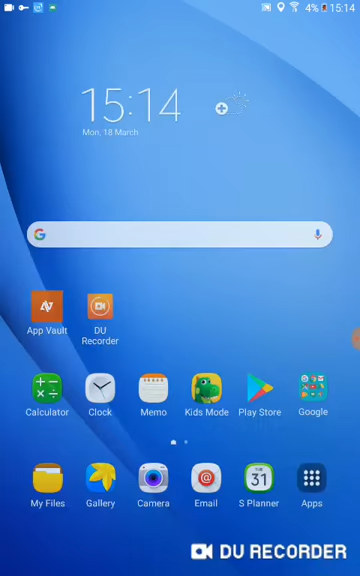 4% 15:14
15:14
Mon, 18 March
App Vault
DU
Recorder
Calculator
Clock
Memo
Kids Mode
Play Store
Google
My Files
Gallery
Camera
Email
31
S Planner
Apps
DU RECORDER